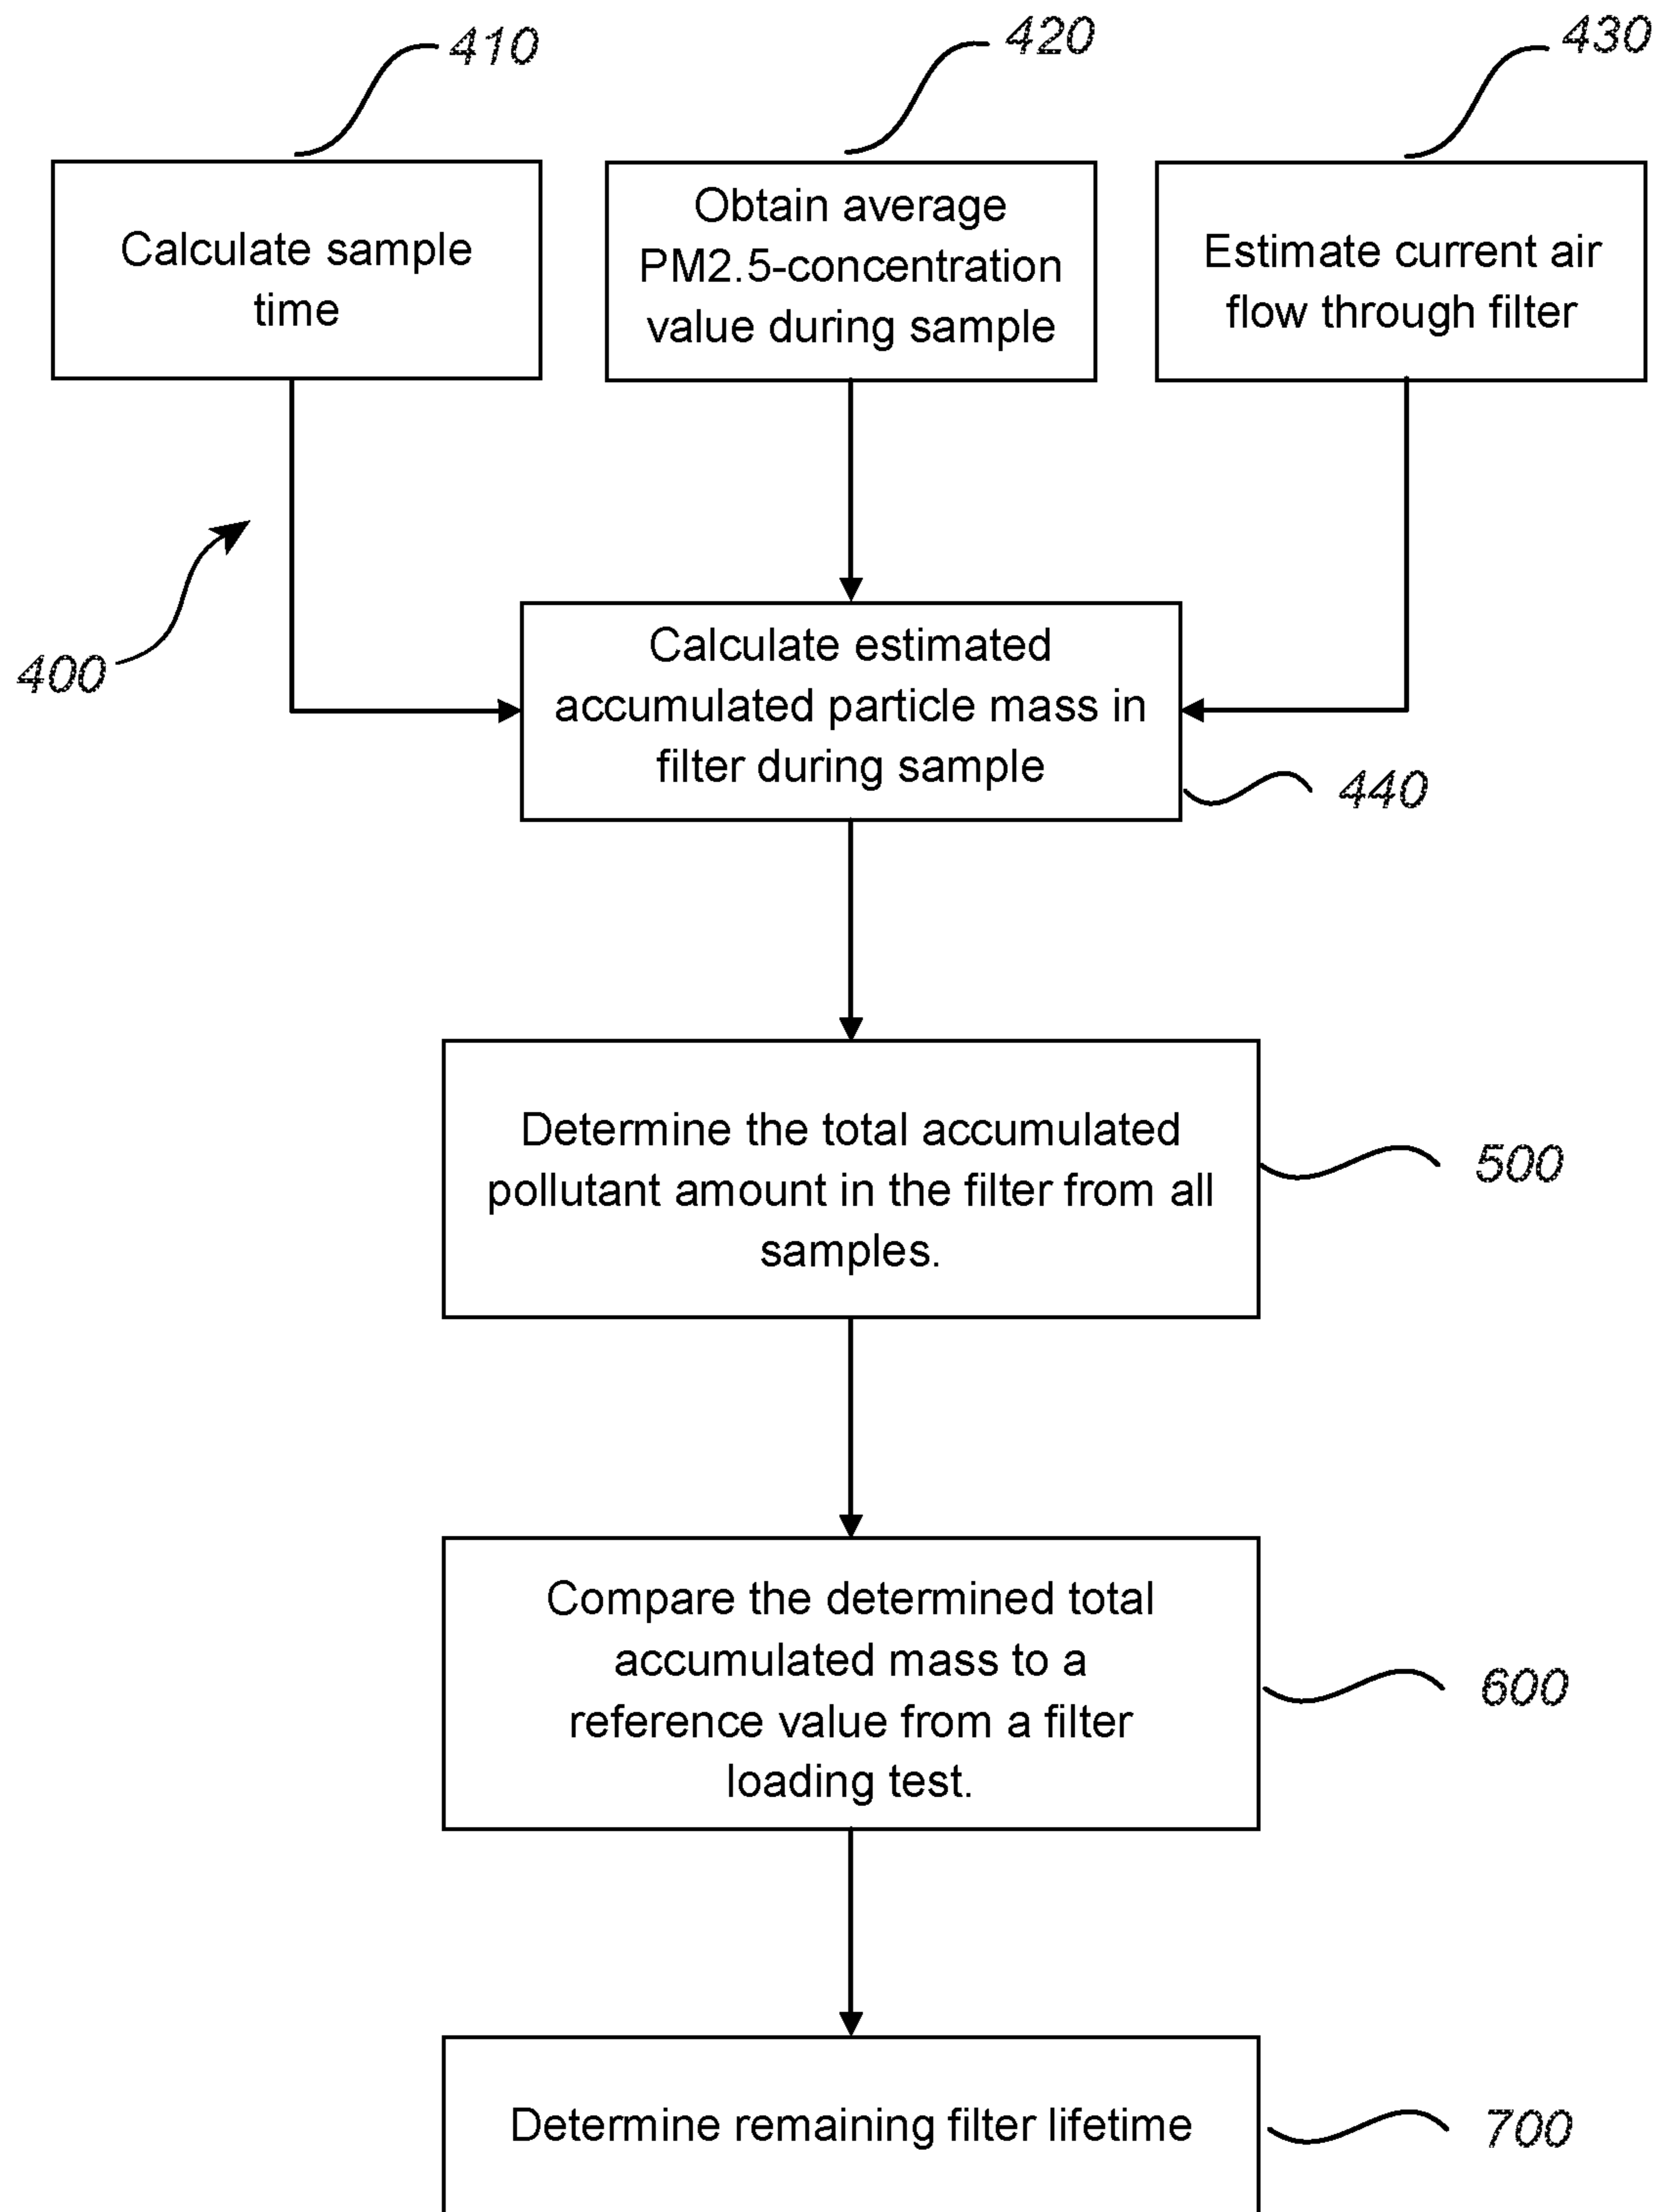 410
420
430
Calculate sample
time
Obtain average
PM2.5-concentration
value during sample
Estimate current air
flow through filter
400
Calculate estimated
accumulated particle mass in
filter during sample
440
Determine the total accumulated
pollutant amount in the filter from all
samples.
500
Compare the determined total
accumulated mass to a
reference value from a filter
loading test.
600
Determine remaining filter lifetime
700